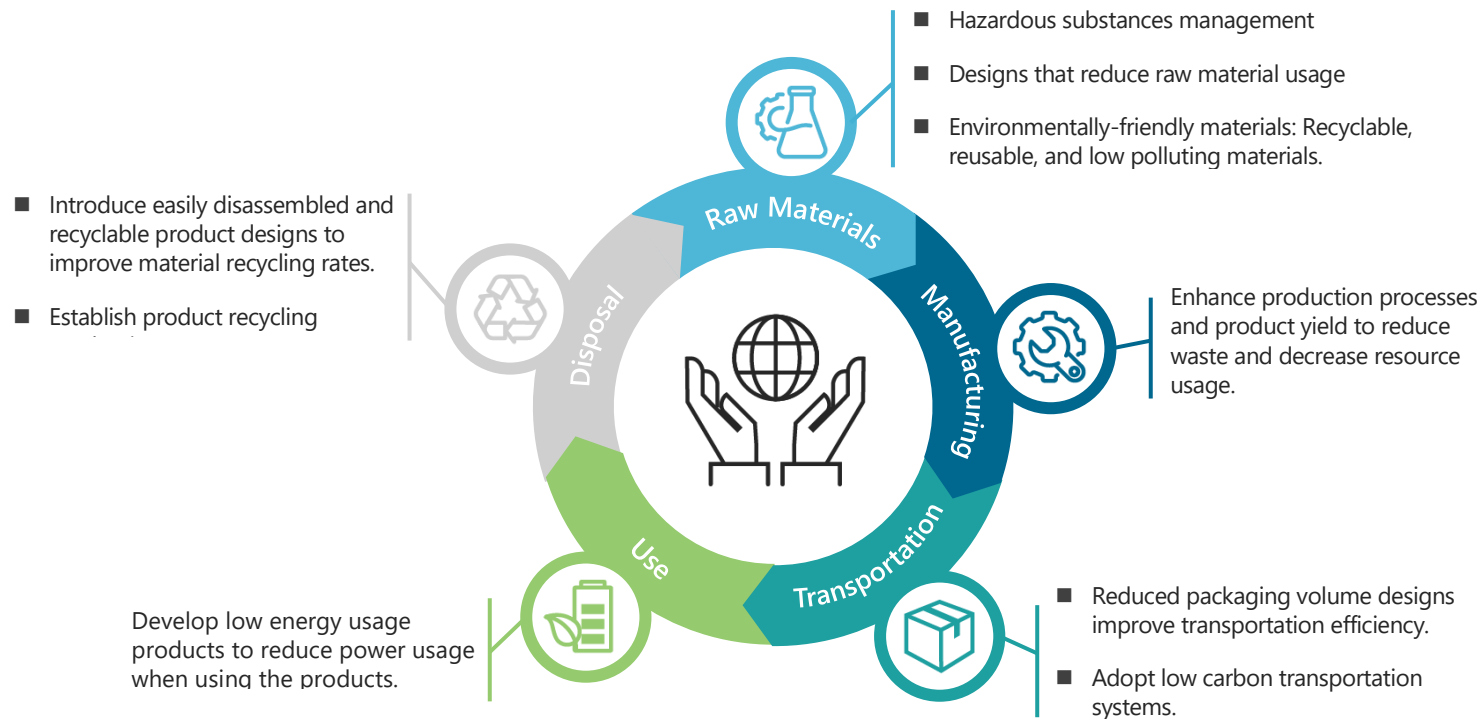 ■ Hazardous substances management
■ Designs that reduce raw material usage
■ Environmentally-friendly materials: Recyclable,
reusable, and low polluting materials.
Raw Materials
■ Introduce easily disassembled and
recyclable product designs to
improve material recycling rates.
■ Establish product recycling
Disposal
Manufacturing
Enhance production processes
and product yield to reduce
waste and decrease resource
usage.
Use
Transportation
Develop low energy usage
products to reduce power usage
when using the products.
■ Reduced packaging volume designs
improve transportation efficiency.
■ Adopt low carbon transportation
systems.